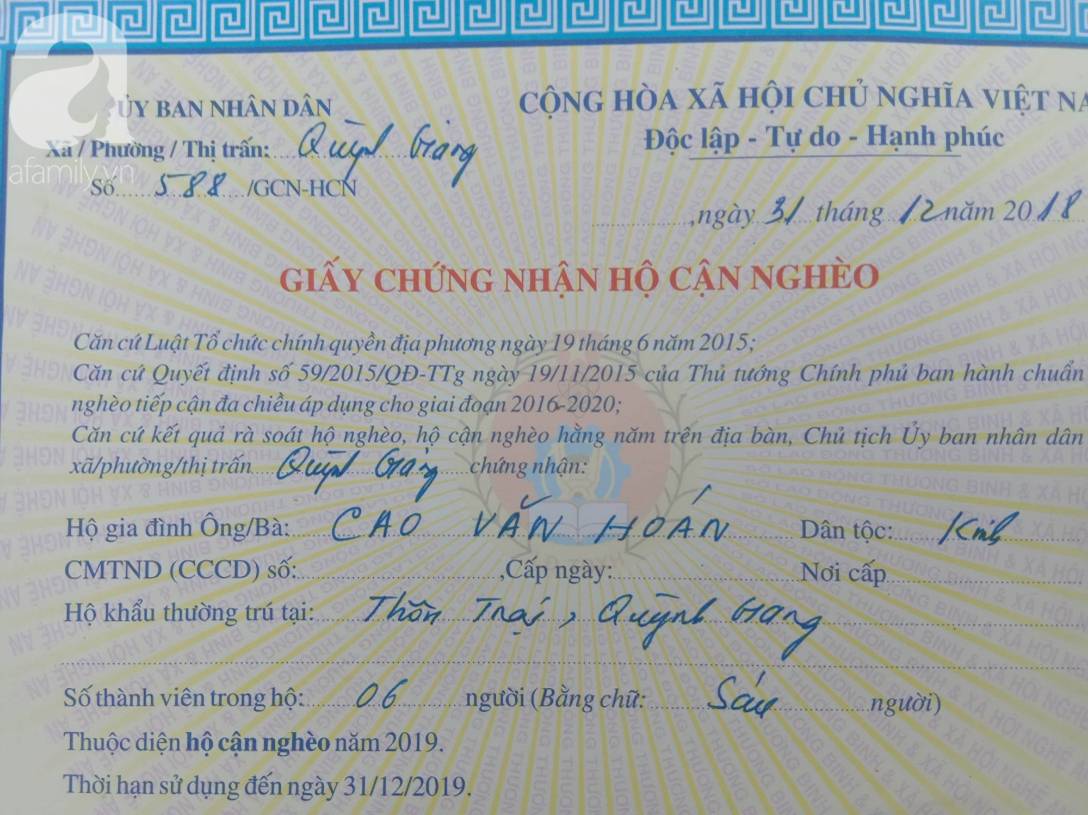 ỦY BAN NHÂN DÂN
Xã / Phường / Thị trấn: Quỳnh Giang
Số 588 /GCN-HCN
CỘNG HÒA XÃ HỘI CHỦ NGHĨA VIỆT NA
Độc lập - Tự do - Hạnh phúc
,ngày 31 tháng 12 năm 2018
GIẤY CHỨNG NHẬN HỘ CẬN NGHÈO
Căn cứ Luật Tổ chức chính quyền địa phương ngày 19 tháng 6 năm 2015;
Căn cứ Quyết định số 59/2015/QĐ-TTg ngày 19/11/2015 của Thủ tướng Chính phủ ban hành chuẩn
nghèo tiếp cận đa chiều áp dụng cho giai đoạn 2016-2020;
Căn cứ kết quả rà soát hộ nghèo, hộ cận nghèo hằng năm trên địa bàn, Chủ tịch Ủy ban nhân dân
xã/phường/thị trấn Quỳnh Giang chứng nhận:
Hộ gia đình Ông/Bà: CAO VĂN HOÁN Dân tộc: Kinh
CMTND (CCCD) số: ,Cấp ngày: Nơi cấp
Hộ khẩu thường trú tại: Thôn Trại, Quỳnh Giang
Số thành viên trong hộ: 06 người (Bằng chữ: Sáu người)
Thuộc diện hộ cận nghèo năm 2019.
Thời hạn sử dụng đến ngày 31/12/2019.
afamily.vn